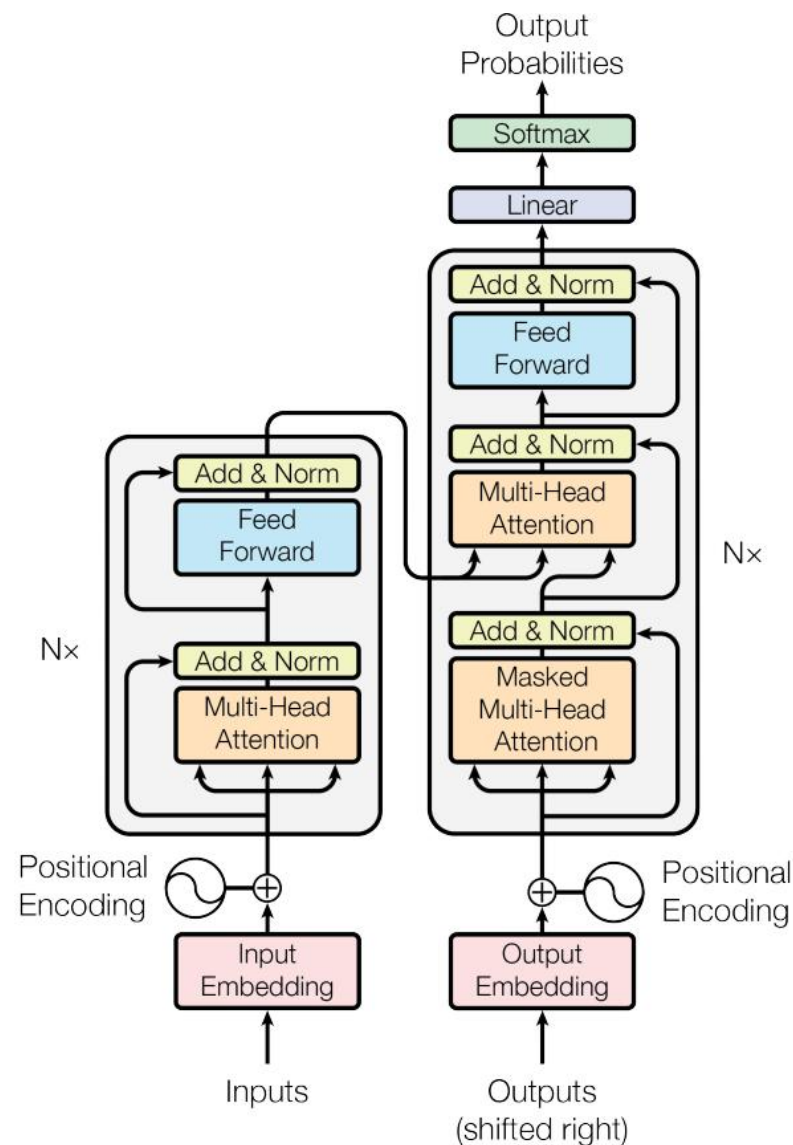 Output
Probabilities
Softmax
Linear
Add & Norm
Feed
Forward
Add & Norm
Multi-Head
Attention
Add & Norm
Masked
Multi-Head
Attention
Nx
Add & Norm
Feed
Forward
Add & Norm
Multi-Head
Attention
Nx
Positional
Encoding
Positional
Encoding
Input
Embedding
Output
Embedding
Inputs
Outputs
(shifted right)